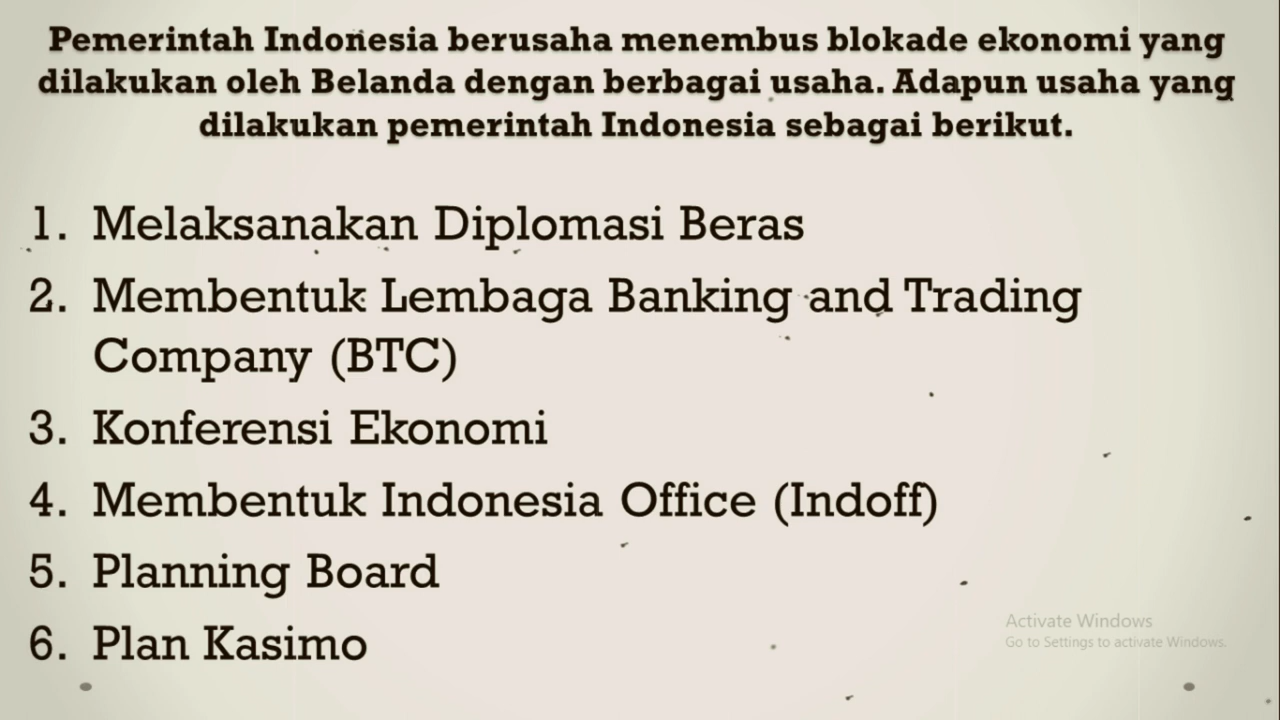 Pemerintah Indonesia berusaha menembus blokade ekonomi yang
dilakukan oleh Belanda dengan berbagai usaha. Adapun usaha yang
dilakukan pemerintah Indonesia sebagai berikut.
1. Melaksanakan Diplomasi Beras
2. Membentuk Lembaga Banking and Trading
Company (BTC)
3. Konferensi Ekonomi
4. Membentuk Indonesia Office (Indoff)
5. Planning Board
6. Plan Kasimo
Activate Windows
Go to Settings to activate Windows.